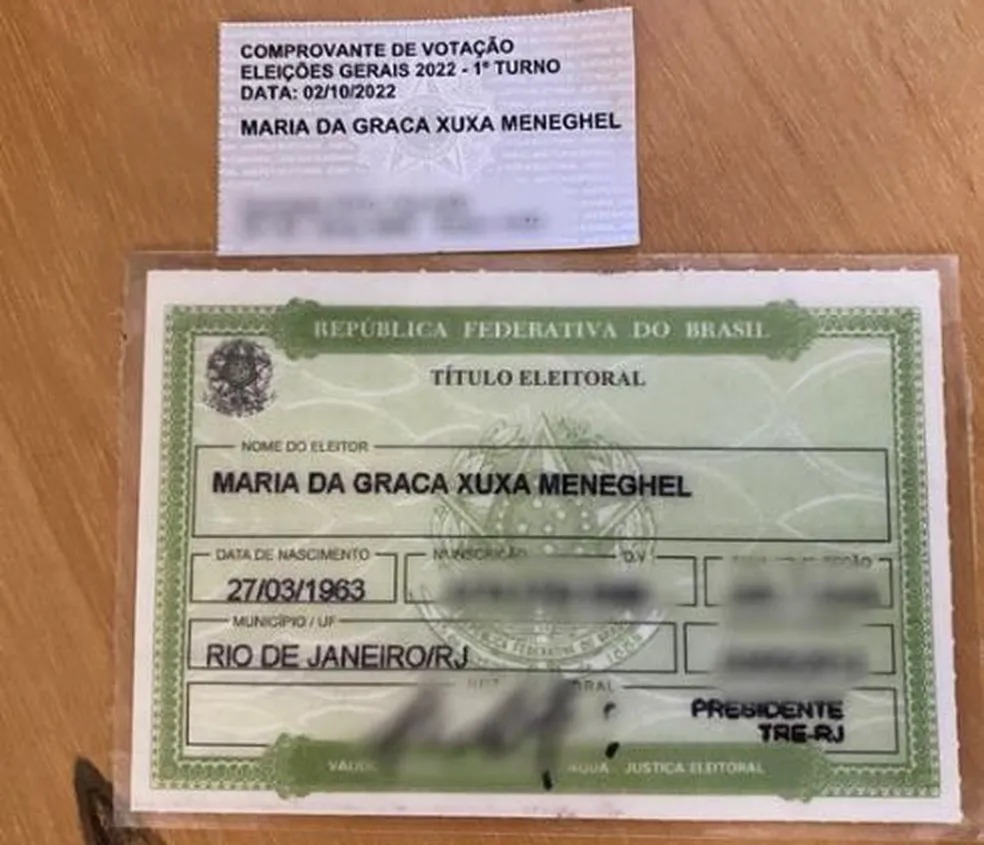 COMPROVANTE DE VOTAÇÃO
ELEIÇÕES GERAIS 2022 - 1º TURNO
DATA: 02/10/2022
MARIA DA GRACA XUXA MENEGHEL
REPÚBLICA FEDERATIVA DO BRASIL
TÍTULO ELEITORAL
NOME DO ELEITOR
MARIA DA GRACA XUXA MENEGHEL
DATA DE NASCIMENTO D.V
27/03/1963
MUNICÍPIO / UF
RIO DE JANEIRO/RJ
PRESIDENTE
TRE-RJ
JUSTIÇA ELEITORAL